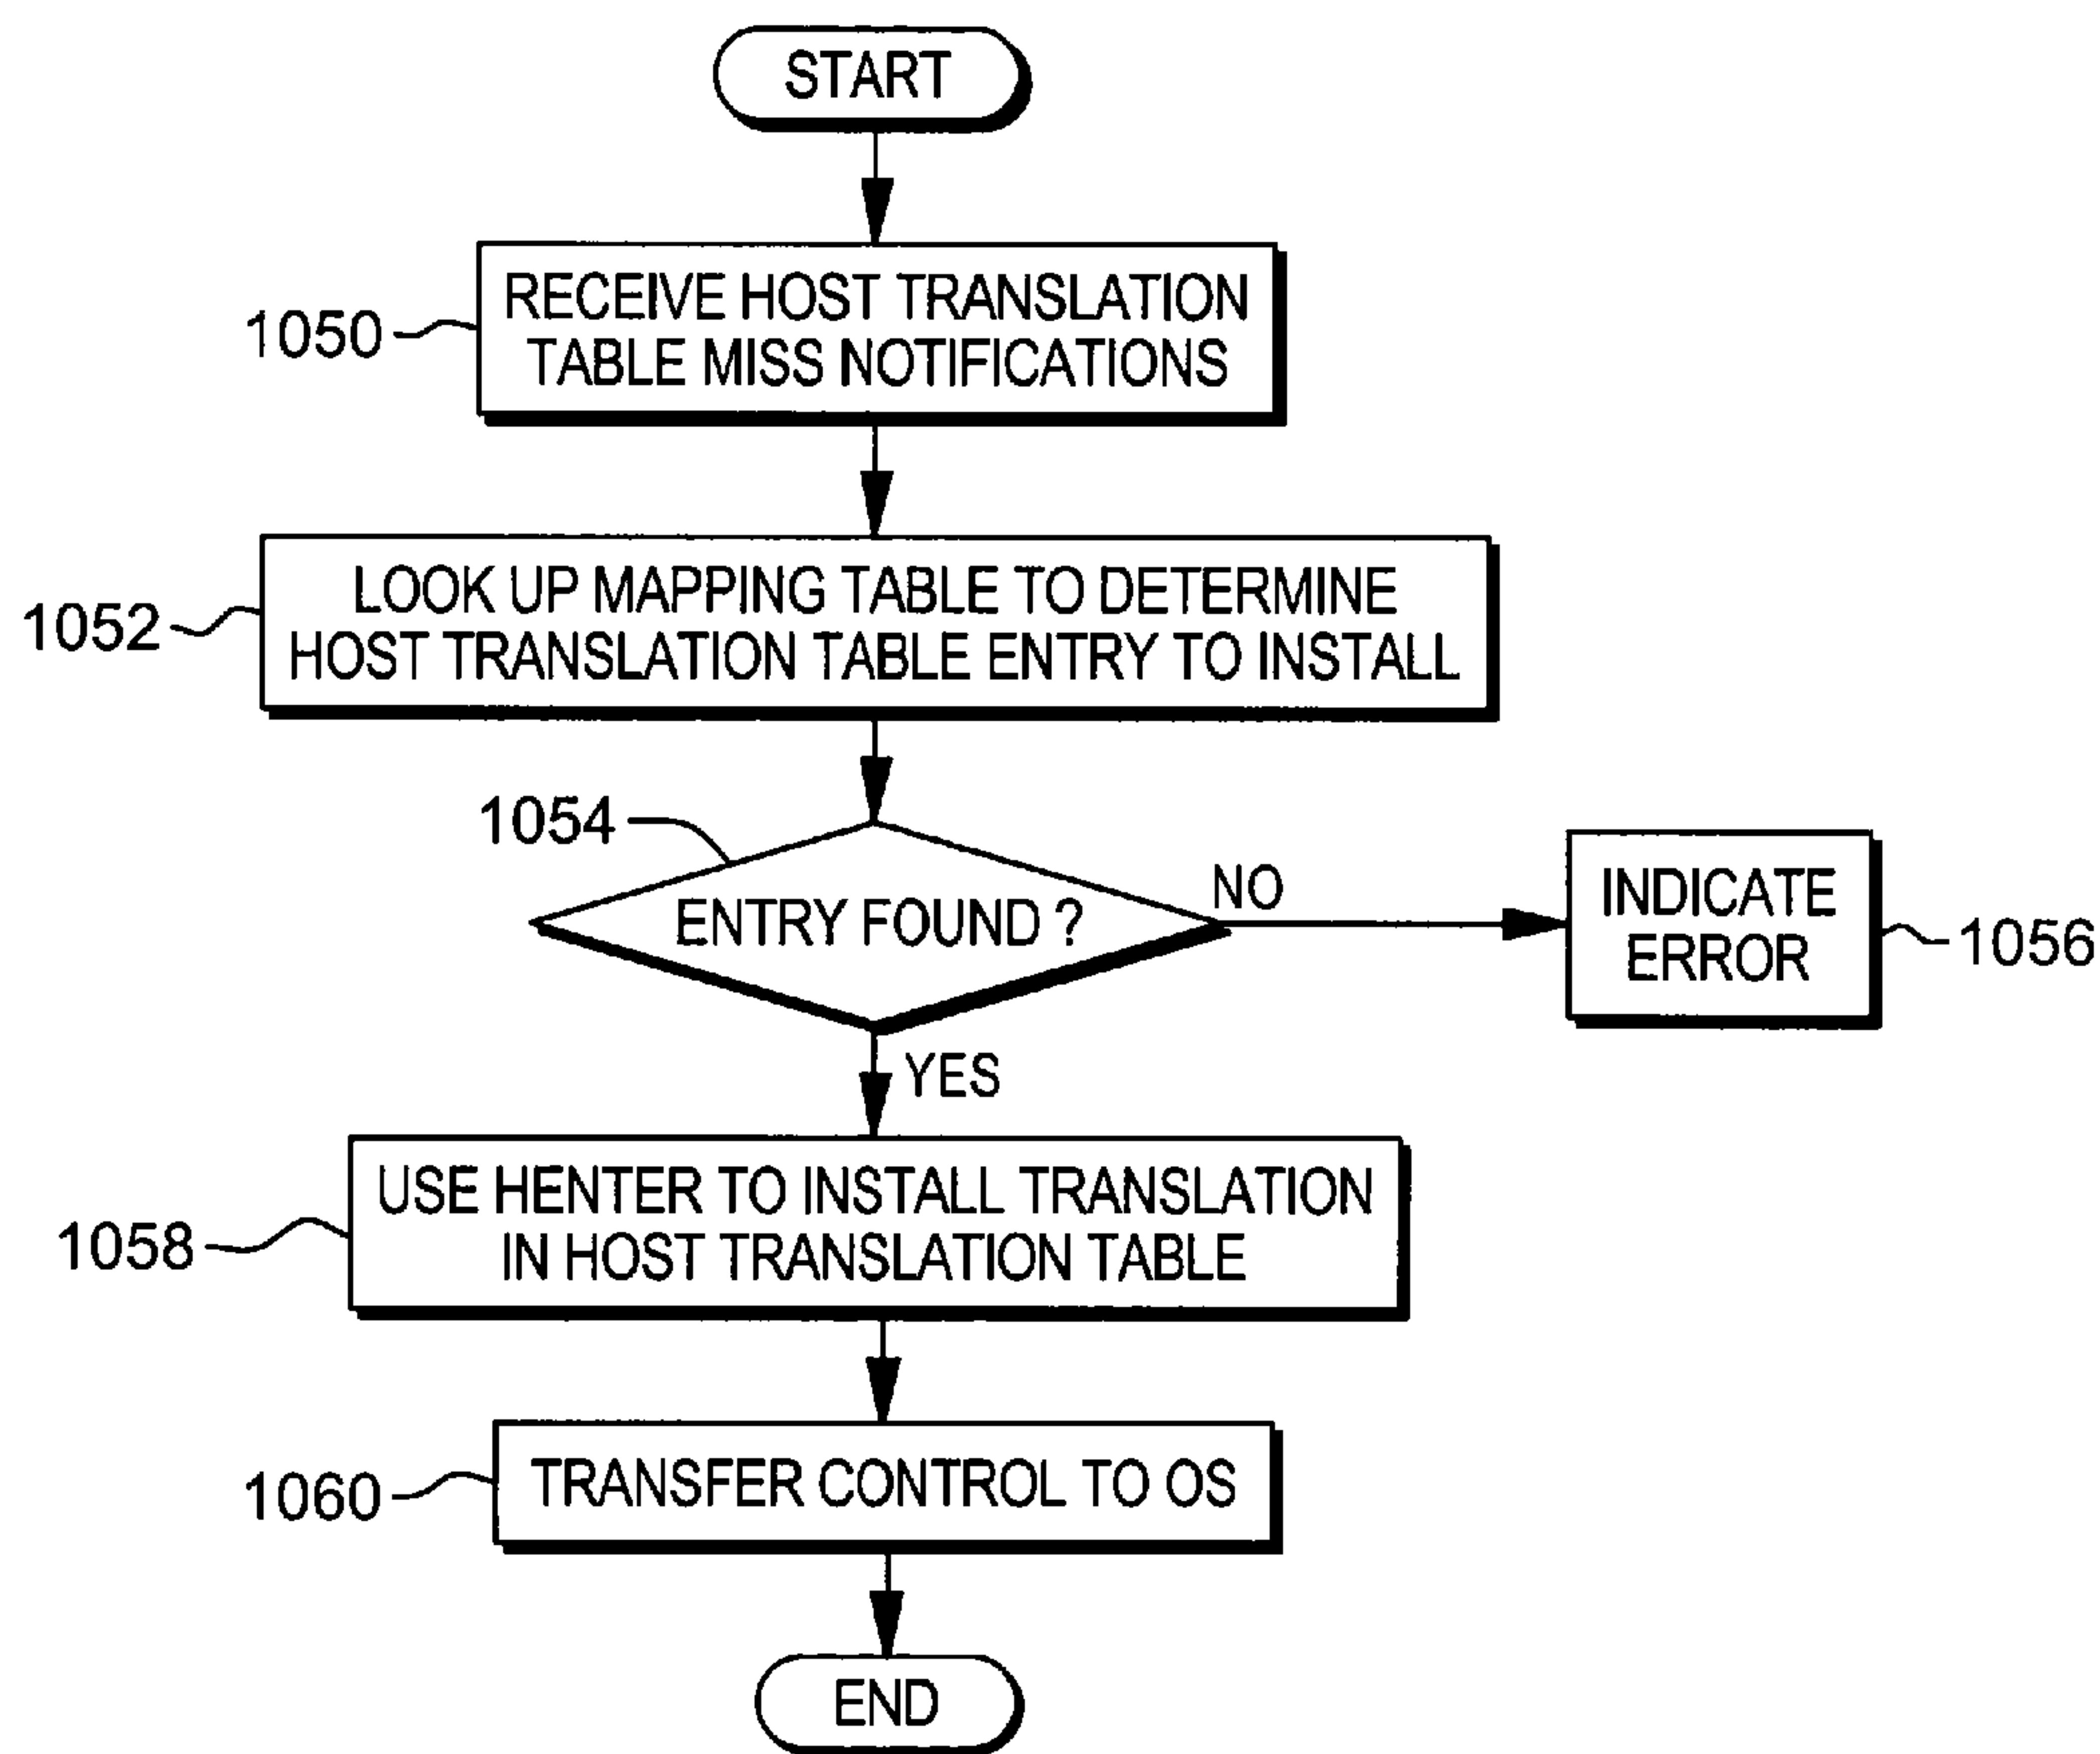 START
1050
RECEIVE HOST TRANSLATION
TABLE MISS NOTIFICATIONS
1052
LOOK UP MAPPING TABLE TO DETERMINE
HOST TRANSLATION TABLE ENTRY TO INSTALL
1054
ENTRY FOUND ?
NO
INDICATE
ERROR
1056
YES
1058
USE HENTER TO INSTALL TRANSLATION
IN HOST TRANSLATION TABLE
1060
TRANSFER CONTROL TO OS
END